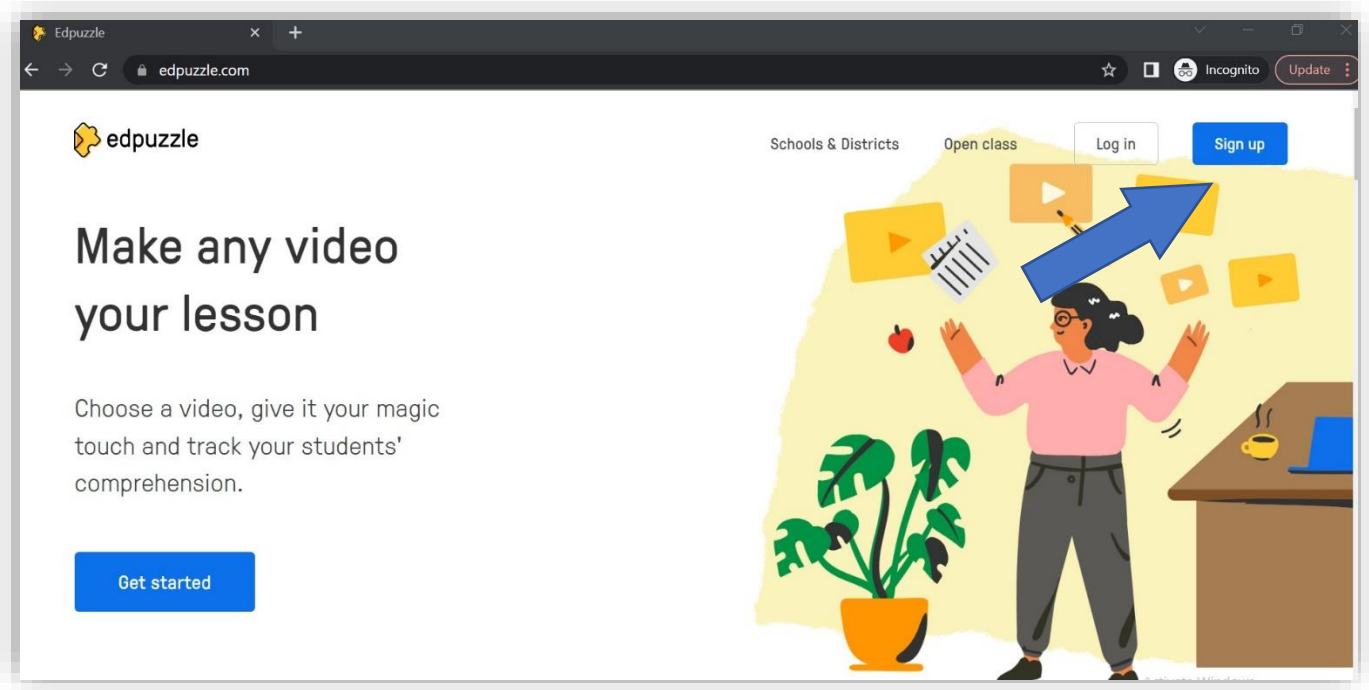 Edpuzzle
edpuzzle.com
Incognito
Update
edpuzzle
Schools & Districts
Open class
Log in
Sign up
Make any video
your lesson
Choose a video, give it your magic
touch and track your students'
comprehension.
Get started